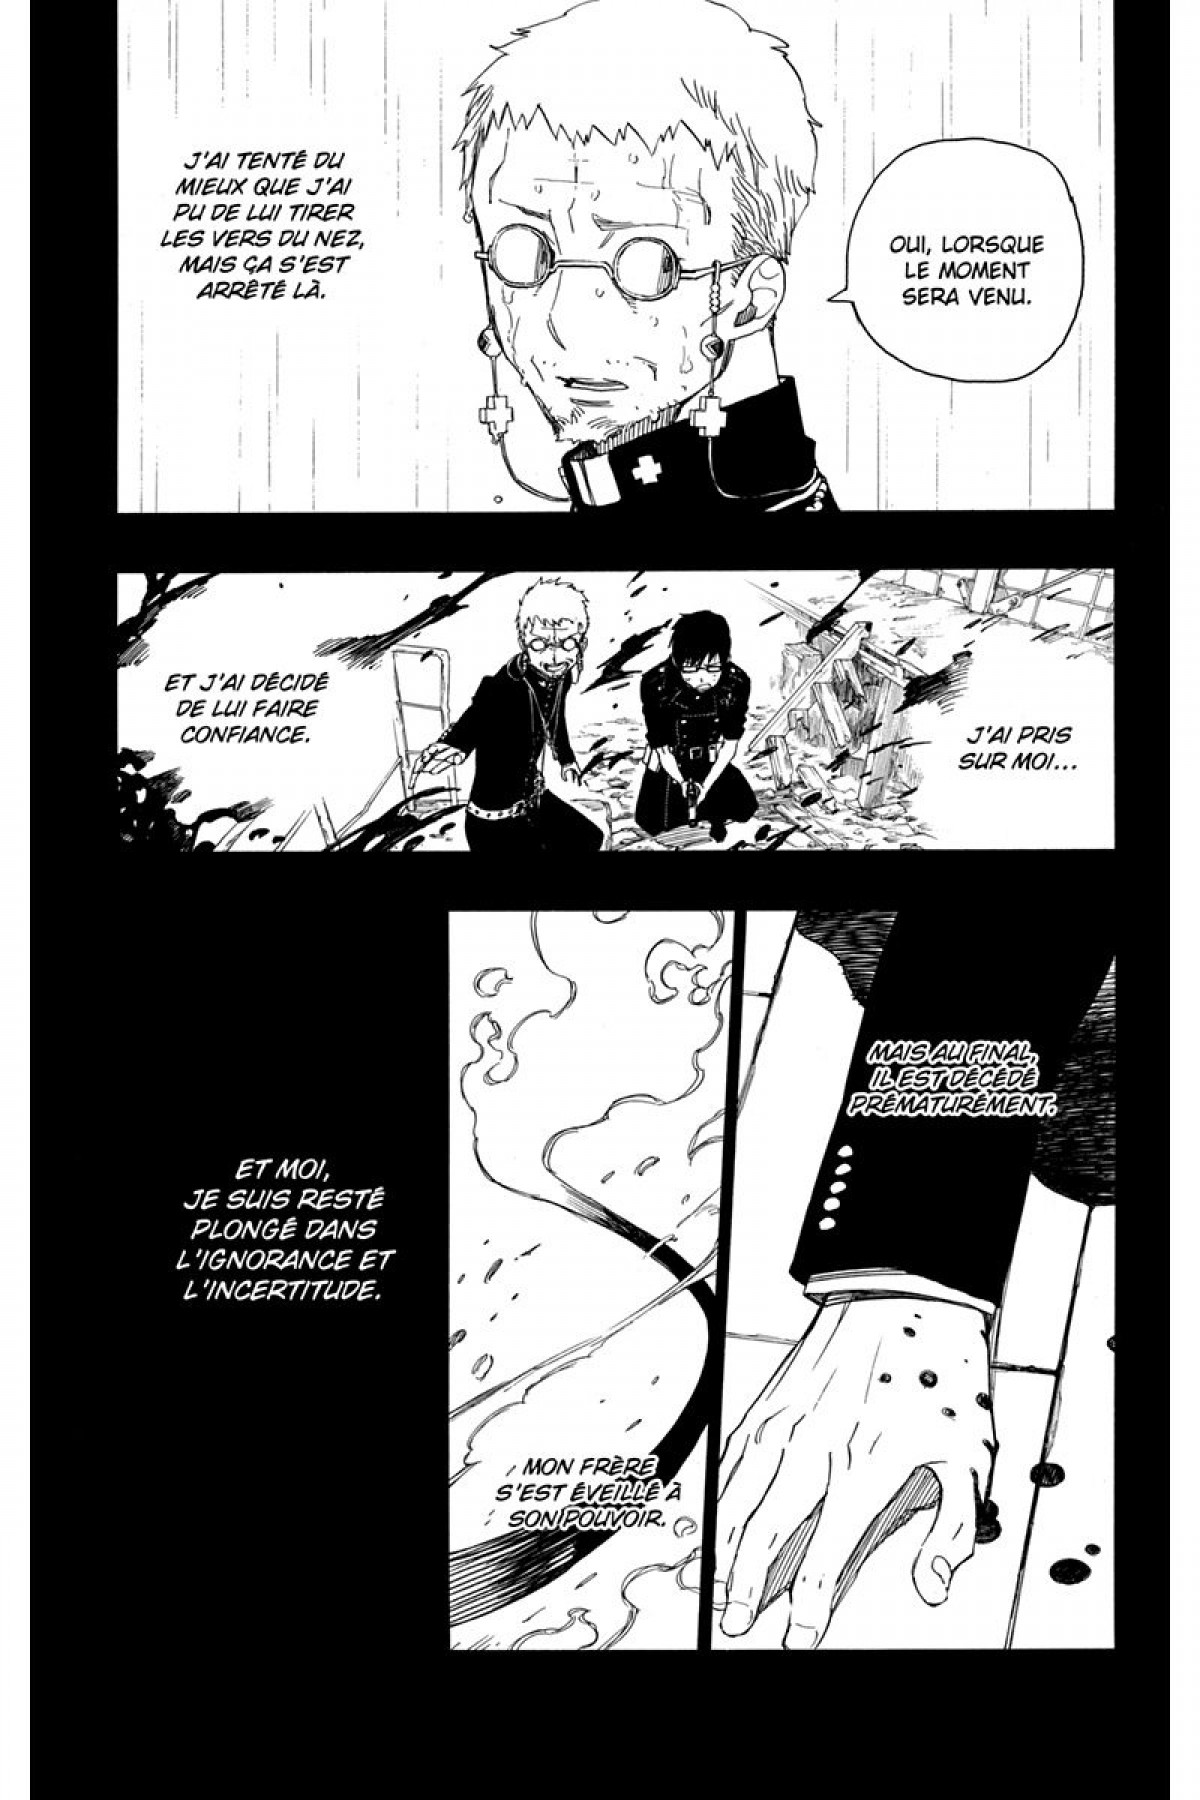 OUI, LORSQUE
LE MOMENT
SERA VENU.
J'AI TENTÉ DU
MIEUX QUE J'AI
PU DE LUI TIRER
LES VERS DU NEZ,
MAIS ÇA S'EST
ARRÊTÉ LÀ.
J'AI PRIS
SUR MOI...
ET J'AI DÉCIDÉ
DE LUI FAIRE
CONFIANCE.
MAIS AU FINAL,
IL EST DÉCÉDÉ
PRÉMATURÉMENT.
MON FRÈRE
S'EST ÉVEILLÉ À
SON POUVOIR.
ET MOI,
JE SUIS RESTÉ
PLONGÉ DANS
L'IGNORANCE ET
L'INCERTITUDE.